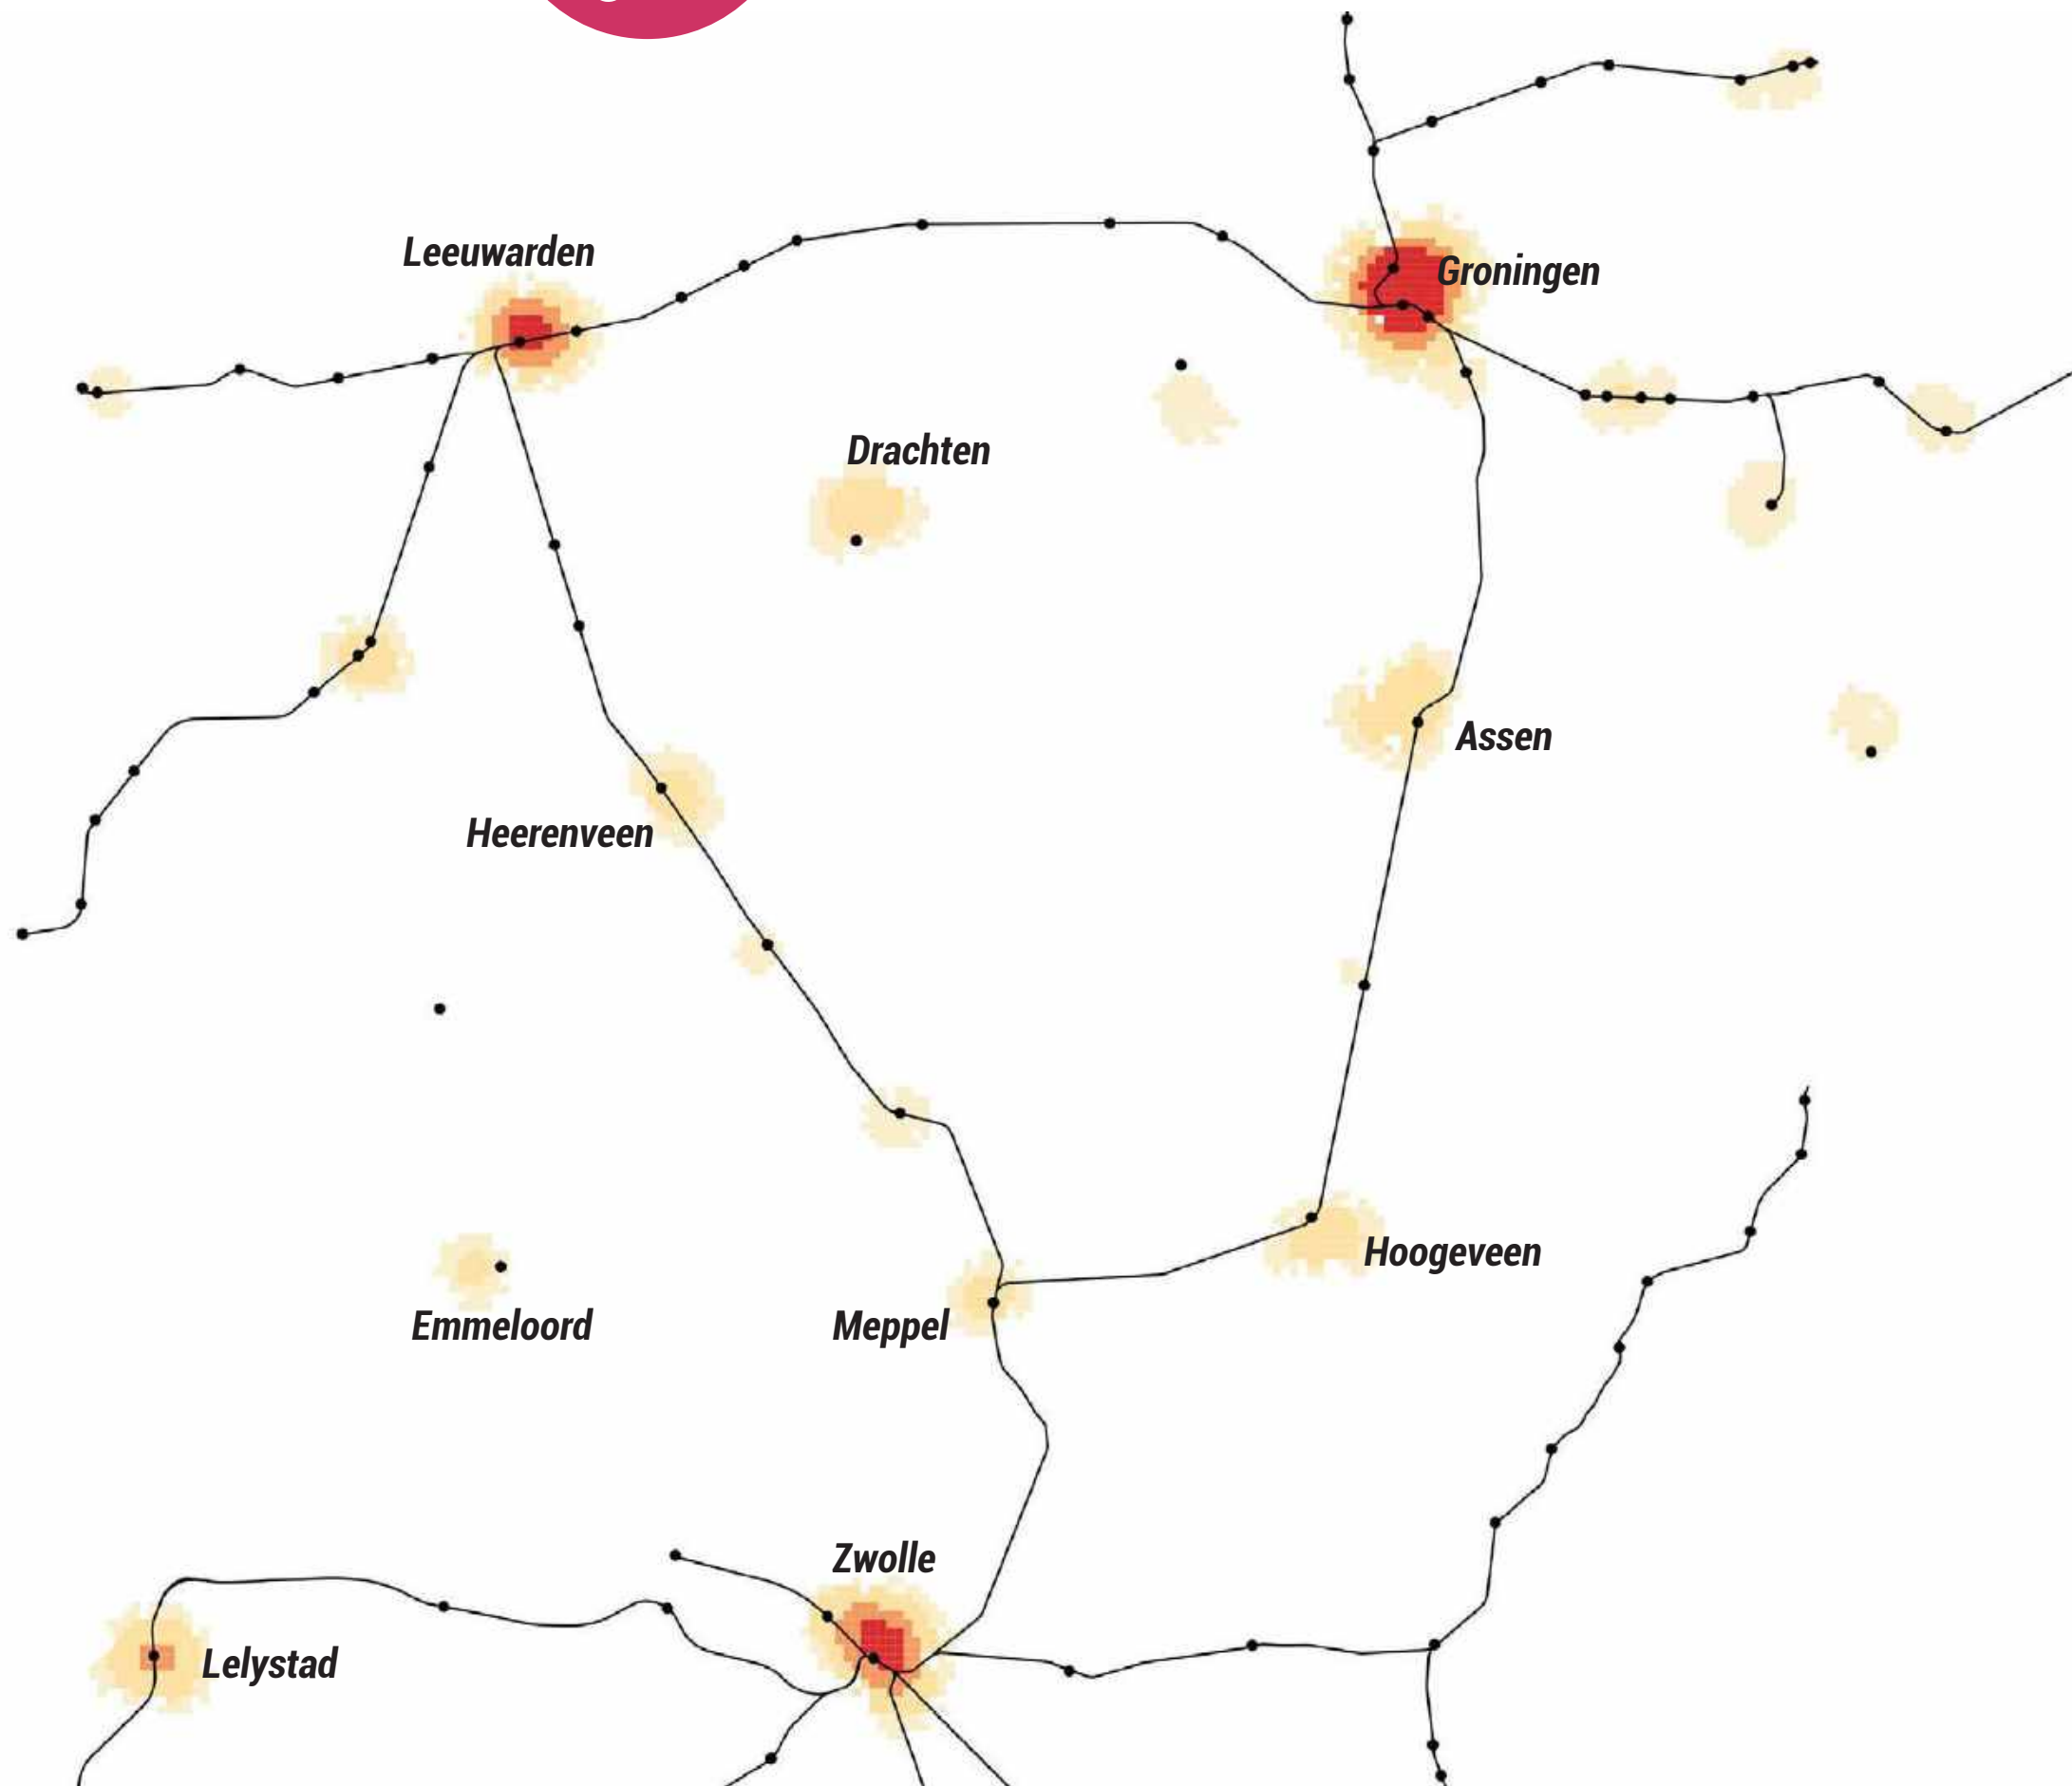 Leeuwarden
Groningen
Drachten
Assen
Heerenveen
Hoogeveen
Emmeloord
Meppel
Zwolle
Lelystad